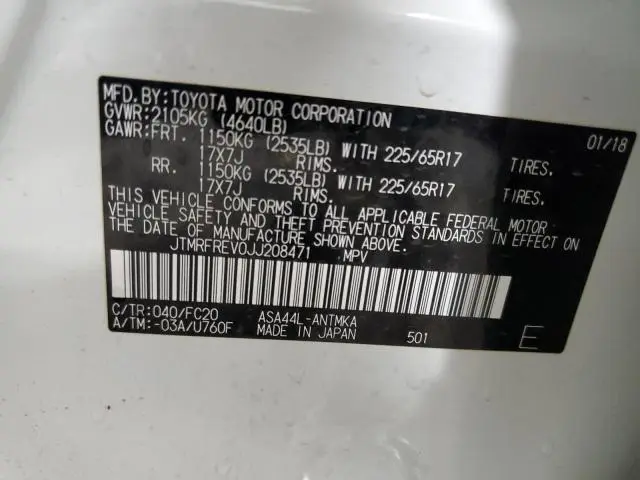 MFD. BY: TOYOTA MOTOR CORPORATION 01/18
GVWR: 2105KG (4640LB)
GAWR: FRT. 1150KG (2535LB) WITH 225/65R17 TIRES.
17X7J RIMS.
RR. 1150KG (2535LB) WITH 225/65R17 TIRES.
17X7J RIMS.
THIS VEHICLE CONFORMS TO ALL APPLICABLE FEDERAL MOTOR
VEHICLE SAFETY AND THEFT PREVENTION STANDARDS IN EFFECT ON
THE DATE OF MANUFACTURE SHOWN ABOVE.
JTMRFREV0JJ208471 MPV
C/TR: 040/FC20 ASA44L-ANTMKA
A/TM: -03A/U760F MADE IN JAPAN 501 E